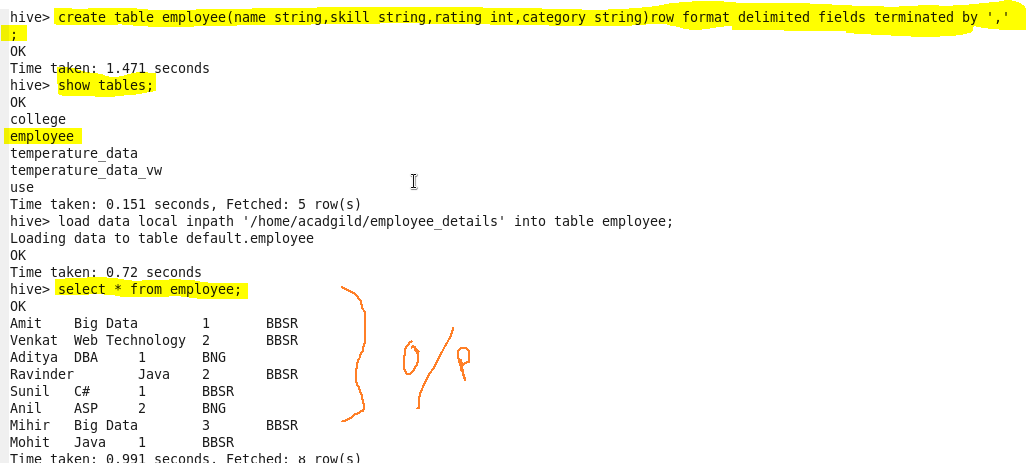 hive> create table employee(name string,skill string,rating int,category string)row format delimited fields terminated by ','
;
OK
Time taken: 1.471 seconds
hive> show tables;
OK
college
employee
temperature_data
temperature_data_vw
use
Time taken: 0.151 seconds, Fetched: 5 row(s)
hive> load data local inpath '/home/acadgild/employee_details' into table employee;
Loading data to table default.employee
OK
Time taken: 0.72 seconds
hive> select * from employee;
OK
Amit    Big Data        1       BBSR
Venkat  Web Technology  2       BBSR
Aditya  DBA     1       BNG
Ravinder        Java    2       BBSR
Sunil   C#      1       BBSR
Anil    ASP     2       BNG
Mihir   Big Data        3       BBSR
Mohit   Java    1       BBSR
Time taken: 0.991 seconds, Fetched: 8 row(s)
O/P